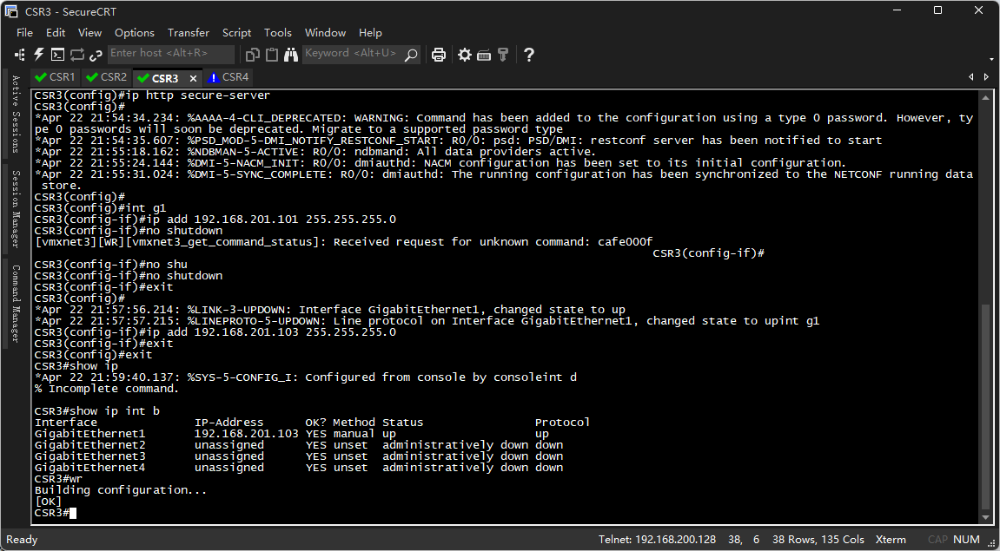 CSR3 - SecureCRT
File Edit View Options Transfer Script Tools Window Help
Enter host <Alt+R> Keyword <Alt+U>
CSR1 CSR2 CSR3 CSR4
Active Sessions
Session Manager
Command Manager
CSR3(config)#ip http secure-server
CSR3(config)#
*Apr 22 21:54:34.234: %AAAA-4-CLI_DEPRECATED: WARNING: Command has been added to the configuration using a type 0 password. However, ty
pe 0 passwords will soon be deprecated. Migrate to a supported password type
*Apr 22 21:54:35.607: %PSD_MOD-5-DMI_NOTIFY_RESTCONF_START: R0/0: psd: PSD/DMI: restconf server has been notified to start
*Apr 22 21:55:18.162: %NDBMAN-5-ACTIVE: R0/0: ndbmand: All data providers active.
*Apr 22 21:55:24.144: %DMI-5-NACM_INIT: R0/0: dmiauthd: NACM configuration has been set to its initial configuration.
*Apr 22 21:55:31.024: %DMI-5-SYNC_COMPLETE: R0/0: dmiauthd: The running configuration has been synchronized to the NETCONF running data
store.
CSR3(config)#
CSR3(config)#int g1
CSR3(config-if)#ip add 192.168.201.101 255.255.255.0
CSR3(config-if)#no shutdown
[vmxnet3][WR][vmxnet3_get_command_status]: Received request for unknown command: cafe000f
CSR3(config-if)#
CSR3(config-if)#no shu
CSR3(config-if)#no shutdown
CSR3(config-if)#exit
CSR3(config)#
*Apr 22 21:57:56.214: %LINK-3-UPDOWN: Interface GigabitEthernet1, changed state to up
*Apr 22 21:57:57.215: %LINEPROTO-5-UPDOWN: Line protocol on Interface GigabitEthernet1, changed state to upint g1
CSR3(config-if)#ip add 192.168.201.103 255.255.255.0
CSR3(config-if)#exit
CSR3(config)#exit
CSR3#show ip
*Apr 22 21:59:40.137: %SYS-5-CONFIG_I: Configured from console by consoleint d
% Incomplete command.
CSR3#show ip int b
Interface IP-Address OK? Method Status Protocol
GigabitEthernet1 192.168.201.103 YES manual up up
GigabitEthernet2 unassigned YES unset administratively down down
GigabitEthernet3 unassigned YES unset administratively down down
GigabitEthernet4 unassigned YES unset administratively down down
CSR3#wr
Building configuration...
[OK]
CSR3#
Ready Telnet: 192.168.200.128 38, 6 38 Rows, 135 Cols Xterm CAP NUM